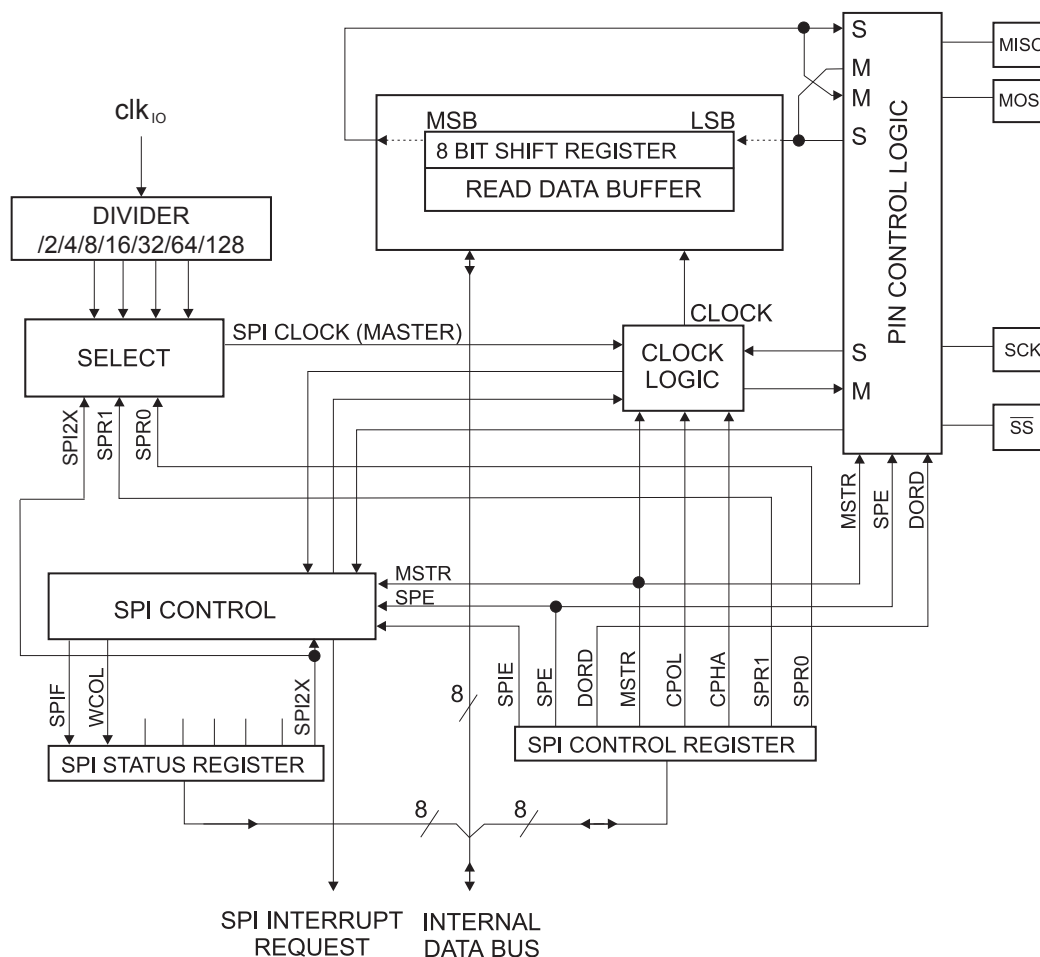 S
MISO
M
M
MOSI
clk IO
MSB
LSB
8 BIT SHIFT REGISTER
S
READ DATA BUFFER
DIVIDER
/2/4/8/16/32/64/128
PIN CONTROL LOGIC
SPI CLOCK (MASTER)
CLOCK
SELECT
CLOCK
LOGIC
S
SCK
M
SPI2X
SPR1
SPR0
SS
MSTR
SPE
DORD
MSTR
SPE
SPI CONTROL
SPIF
WCOL
SPI2X
8
SPIE
SPE
DORD
MSTR
CPOL
CPHA
SPR1
SPR0
SPI STATUS REGISTER
SPI CONTROL REGISTER
8
8
SPI INTERRUPT
REQUEST
INTERNAL
DATA BUS